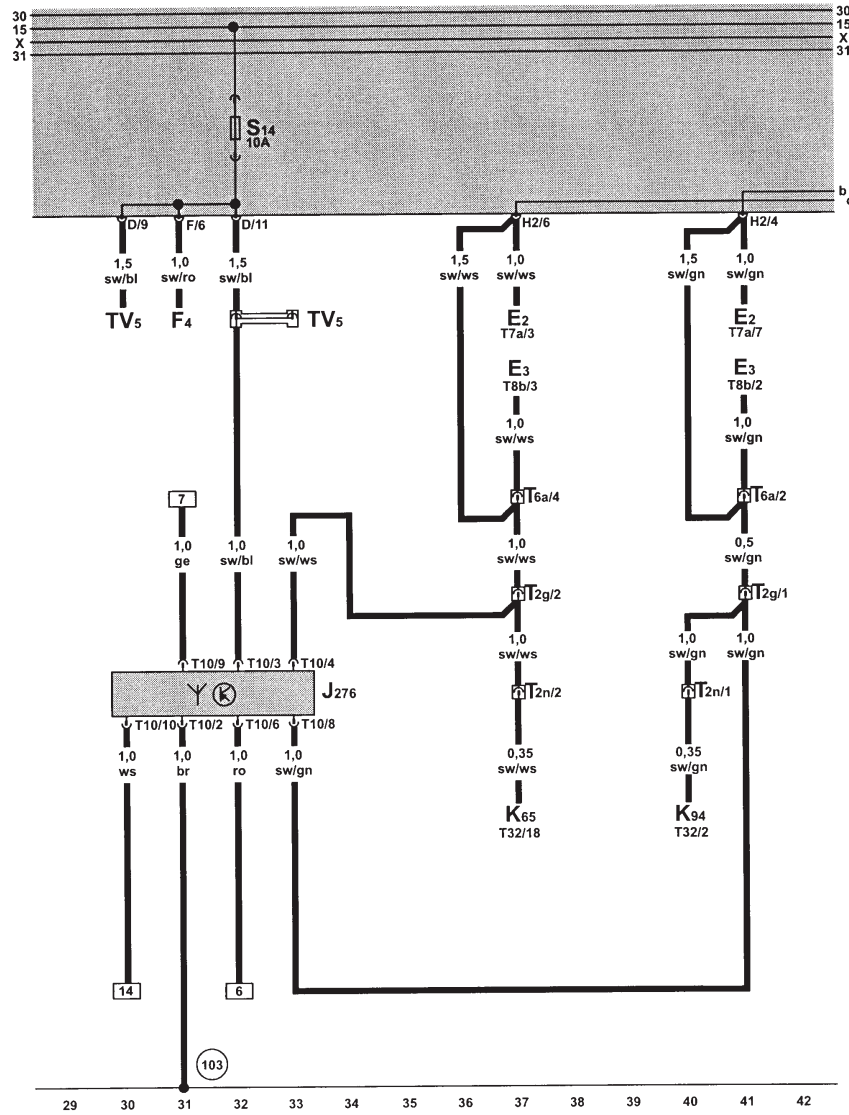 30 30
15 15
X X
31 31
S14
10A
b
D/9 F/6 D/11 H2/6 H2/4
1,5 1,0 1,5 1,5 1,0 1,5 1,0
sw/bl sw/ro sw/bl sw/ws sw/ws sw/gn sw/gn
TV5 F4 TV5 E2 E2
T7a/3 T7a/7
E3 E3
T8b/3 T8b/2
1,0 1,0
sw/ws sw/gn
7 T6a/4 T6a/2
1,0 1,0 1,0 1,0 0,5
ge sw/bl sw/ws sw/ws sw/gn
T2g/2 T2g/1
1,0 1,0 1,0
sw/ws sw/gn sw/gn
T10/9 T10/3 T10/4
J276 T2n/2 T2n/1
T10/10 T10/2 T10/6 T10/8
1,0 1,0 1,0 1,0 0,35 0,35
ws br ro sw/gn sw/ws sw/gn
K65 K94
T32/18 T32/2
14 6
103
29 30 31 32 33 34 35 36 37 38 39 40 41 42